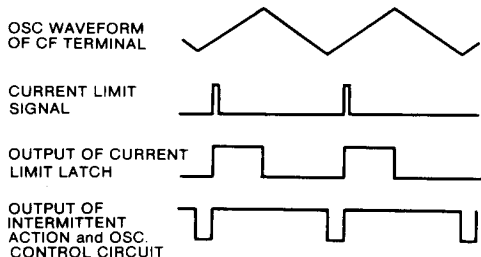 OSC WAVEFORM
OF CF TERMINAL
CURRENT LIMIT
SIGNAL
OUTPUT OF CURRENT
LIMIT LATCH
OUTPUT OF
INTERMITTENT
ACTION and OSC.
CONTROL CIRCUIT